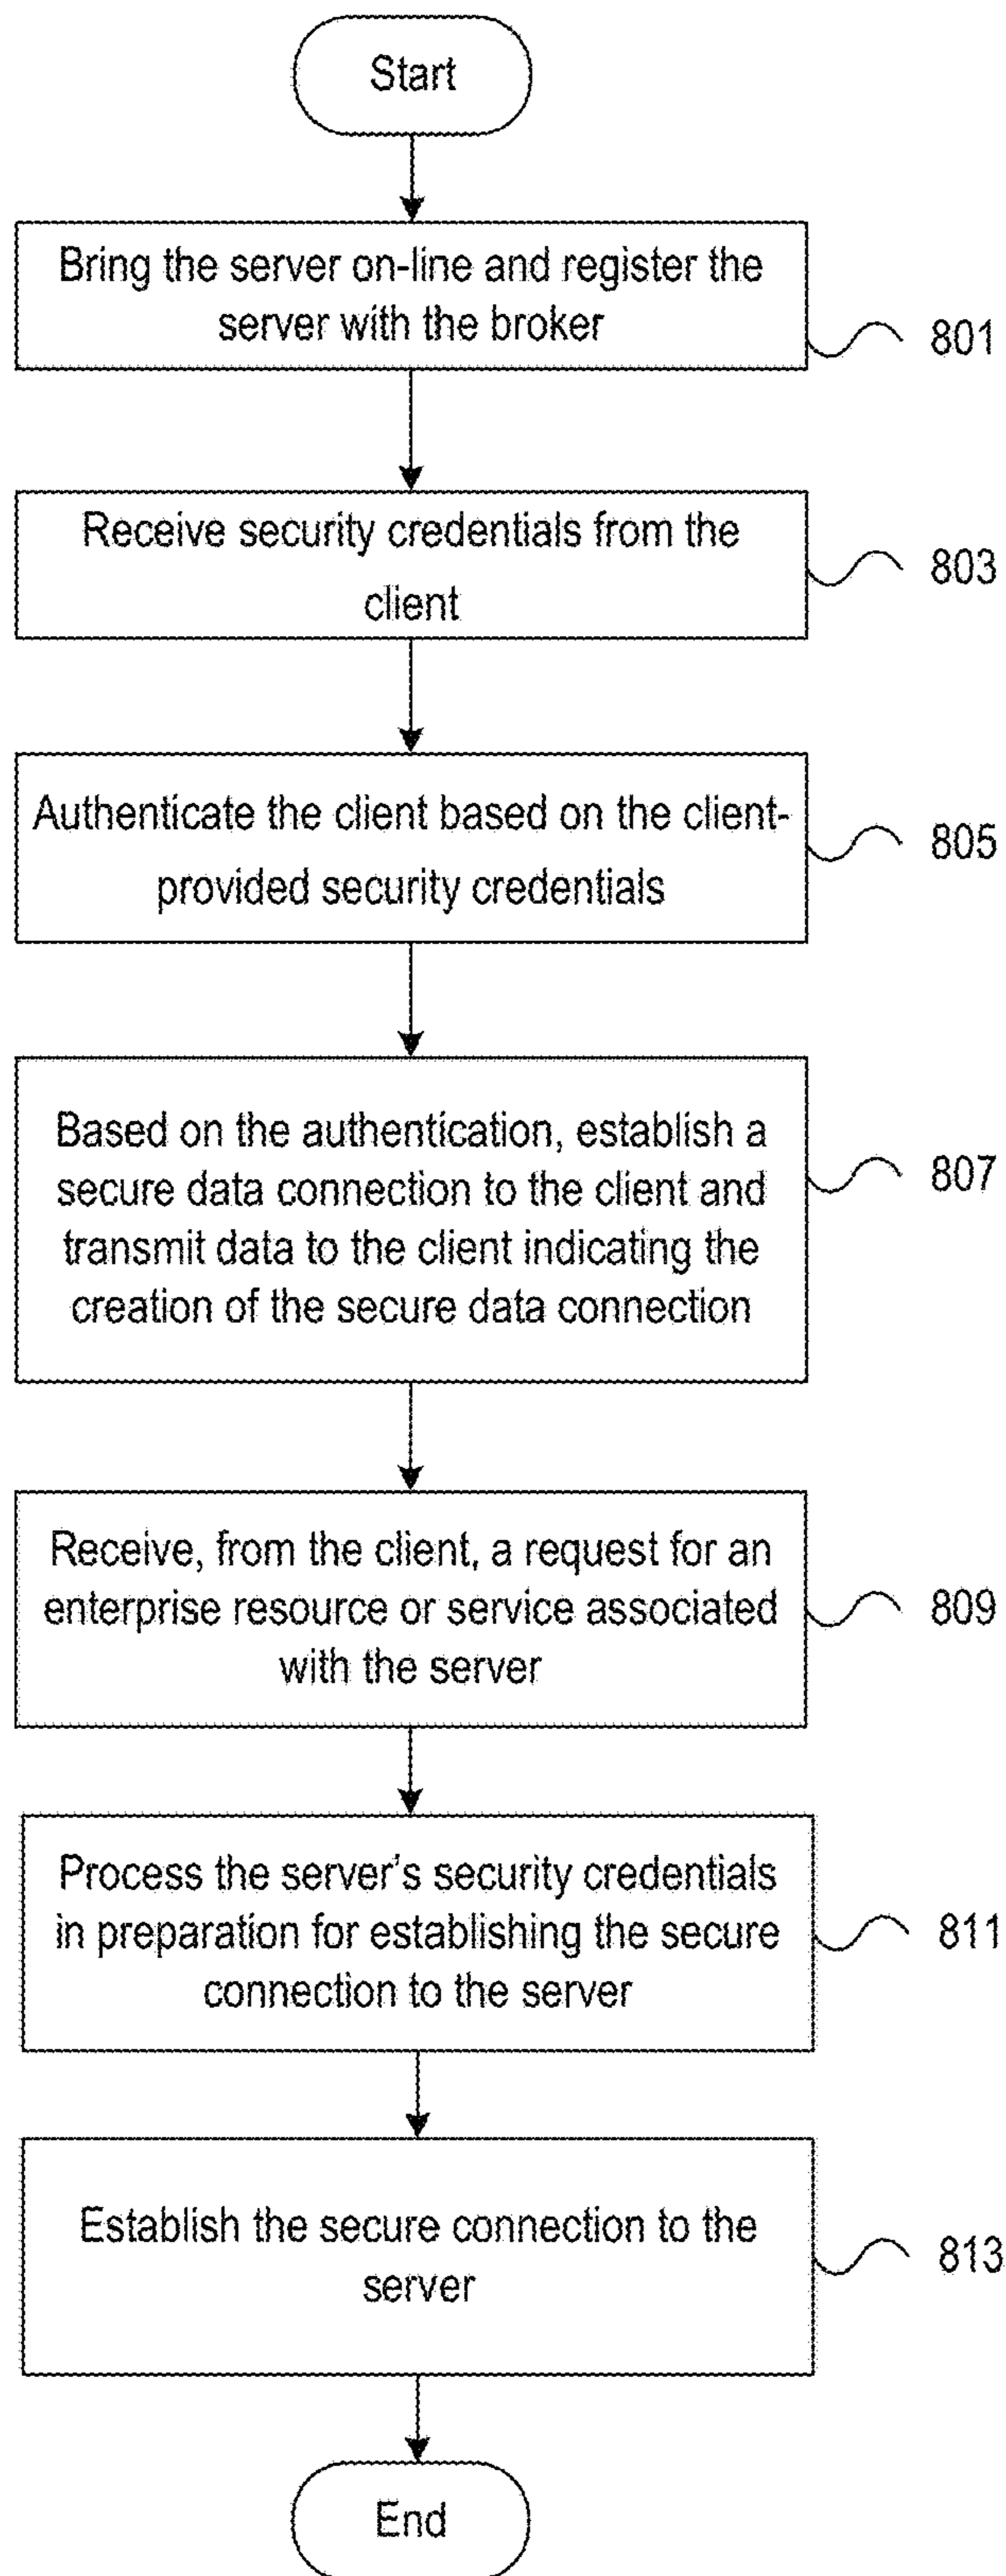 Start
Bring the server on-line and register the
server with the broker
801
Receive security credentials from the
client
803
Authenticate the client based on the client-
provided security credentials
805
Based on the authentication, establish a
secure data connection to the client and
transmit data to the client indicating the
creation of the secure data connection
807
Receive, from the client, a request for an
enterprise resource or service associated
with the server
809
Process the server's security credentials
in preparation for establishing the secure
connection to the server
811
Establish the secure connection to the
server
813
End